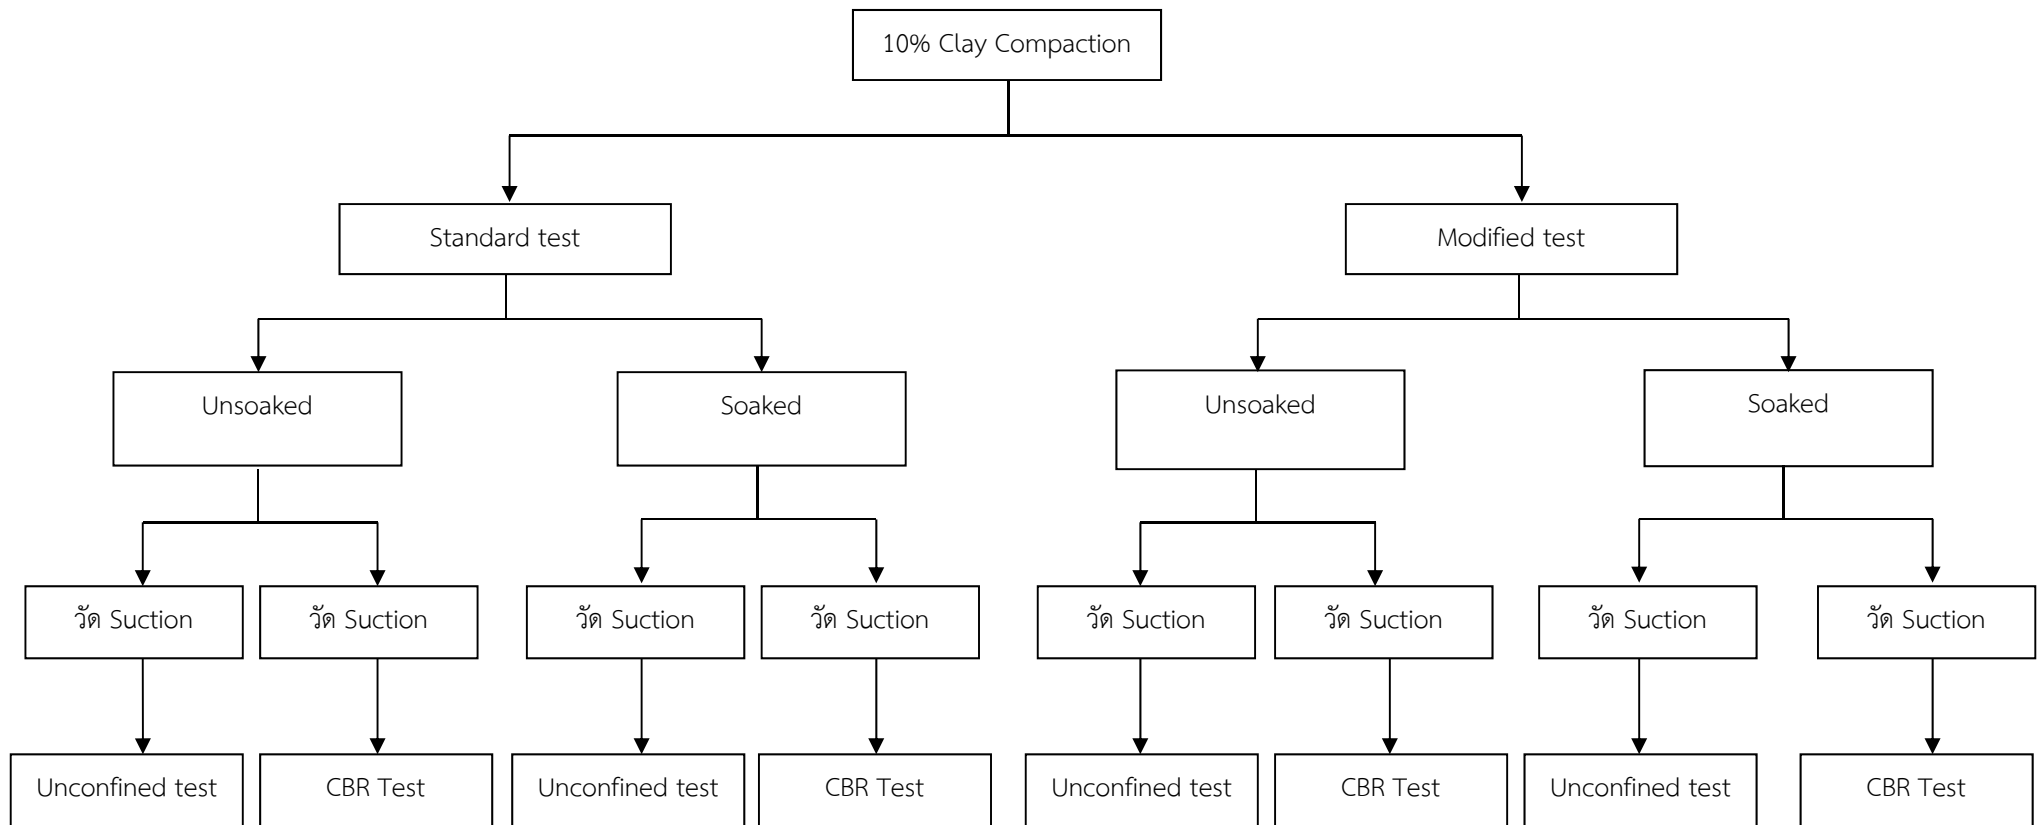 10% Clay Compaction
Standard test
Modified test
Unsoaked
Soaked
Unsoaked
Soaked
วัด Suction
วัด Suction
วัด Suction
วัด Suction
วัด Suction
วัด Suction
วัด Suction
วัด Suction
Unconfined test
CBR Test
Unconfined test
CBR Test
Unconfined test
CBR Test
Unconfined test
CBR Test